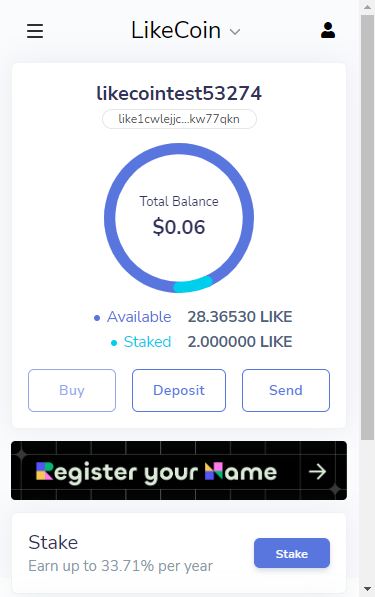 LikeCoin
likecointest53274
like1cwlejjc...kw77qkn
Total Balance
$0.06
Available 28.36530 LIKE
Staked 2.000000 LIKE
Buy Deposit Send
Register your Name
Stake
Earn up to 33.71% per year
Stake